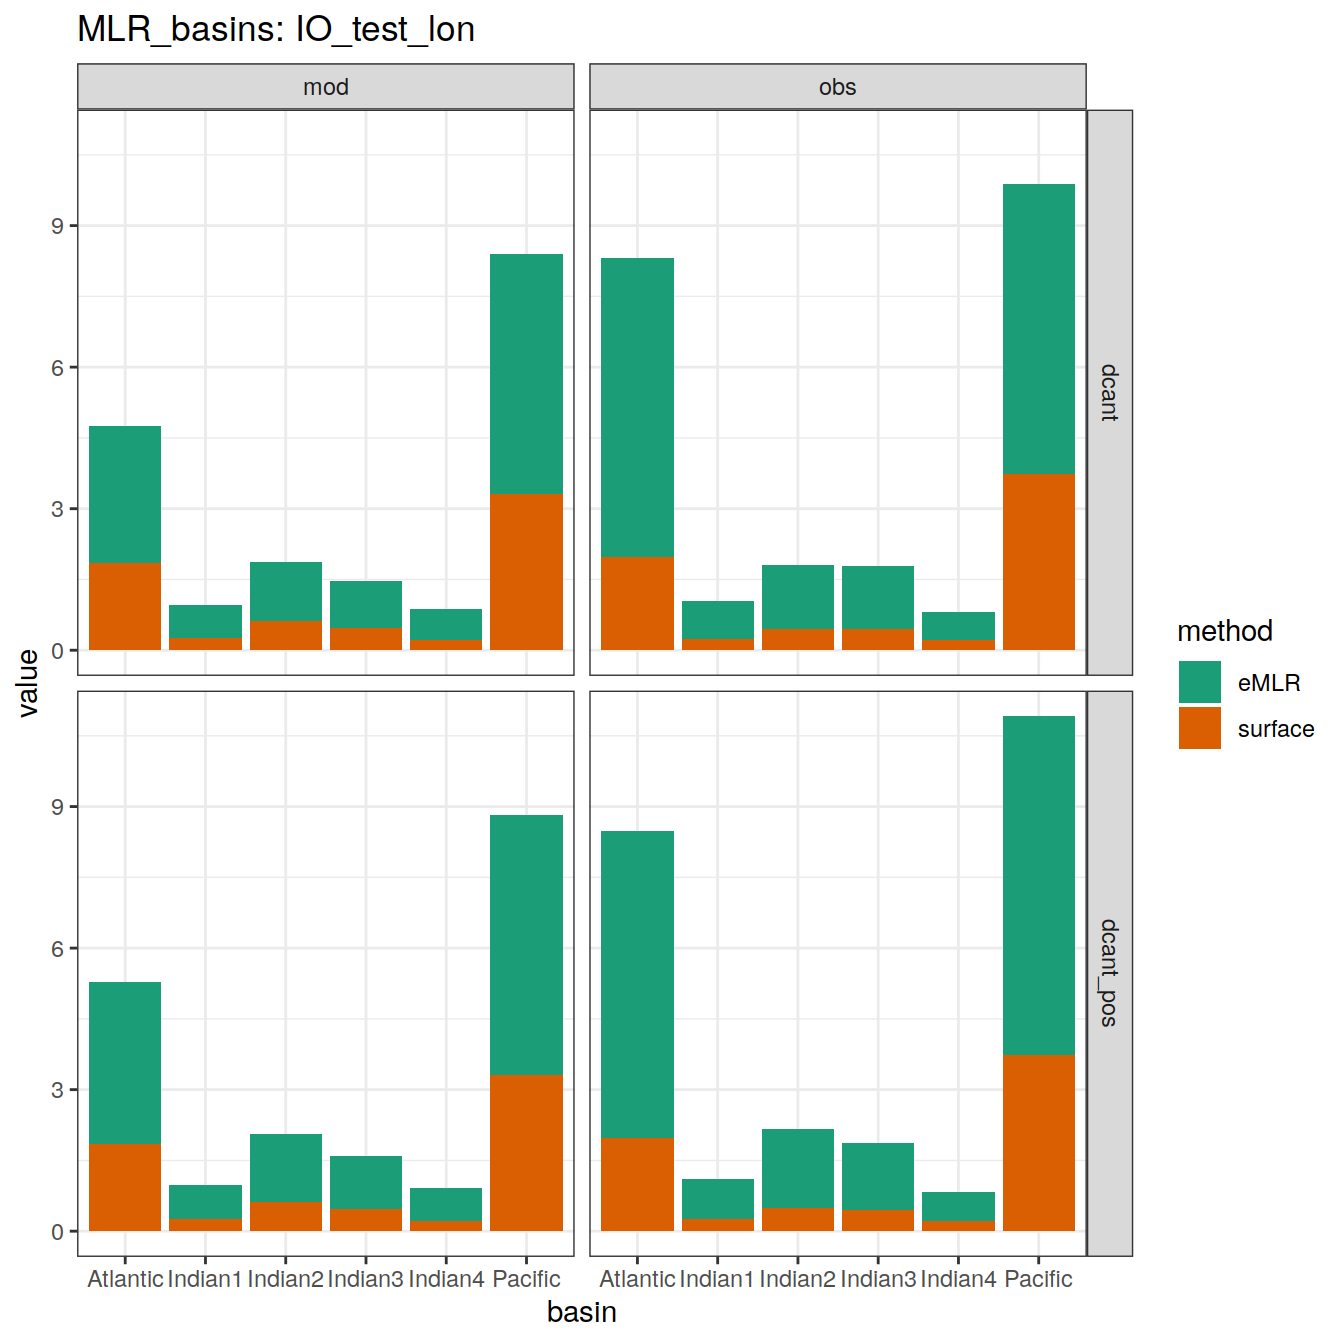 MLR_basins: IO_test_lon
mod
obs
dcant
dcant_pos
9
6
3
0
9
6
3
0
value
Atlantic Indian1 Indian2 Indian3 Indian4 Pacific
Atlantic Indian1 Indian2 Indian3 Indian4 Pacific
basin
method
eMLR
surface